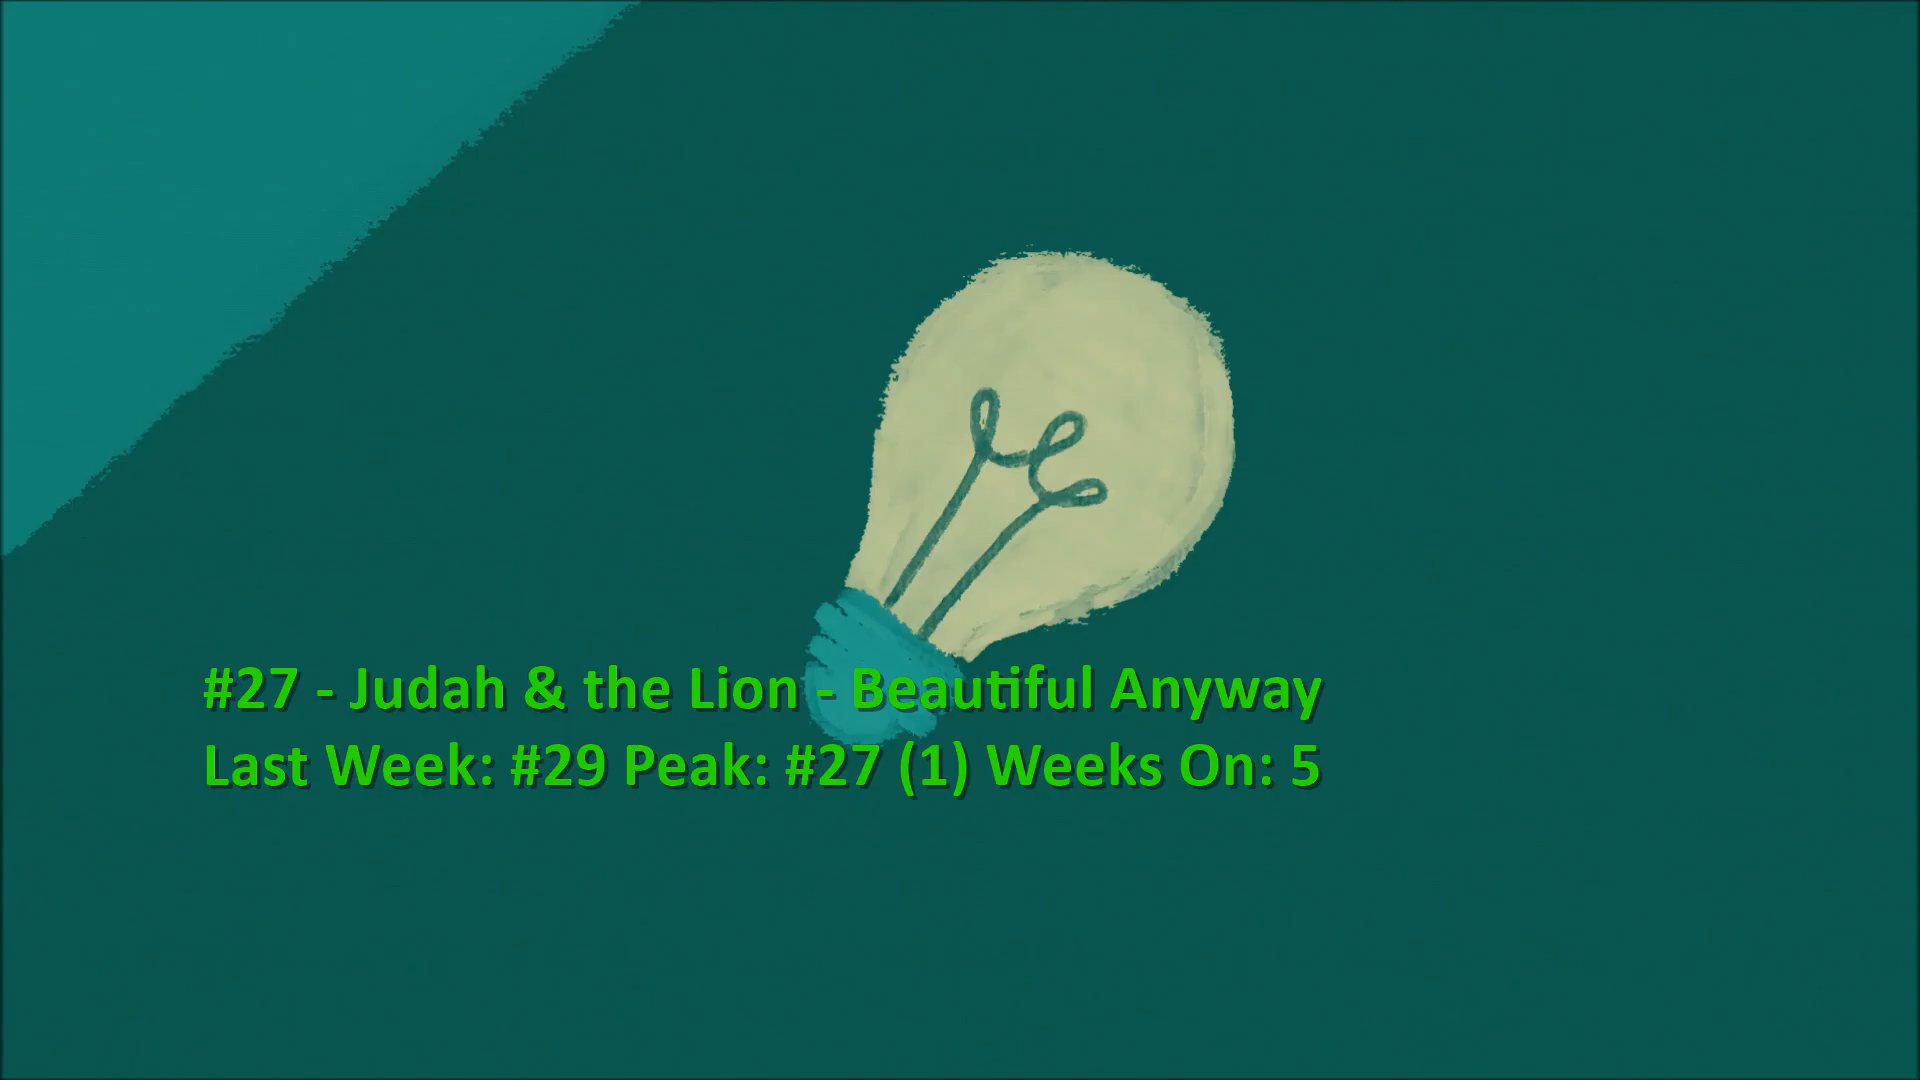 #27 - Judah & the Lion - Beautiful Anyway
Last Week: #29 Peak: #27 (1) Weeks On: 5